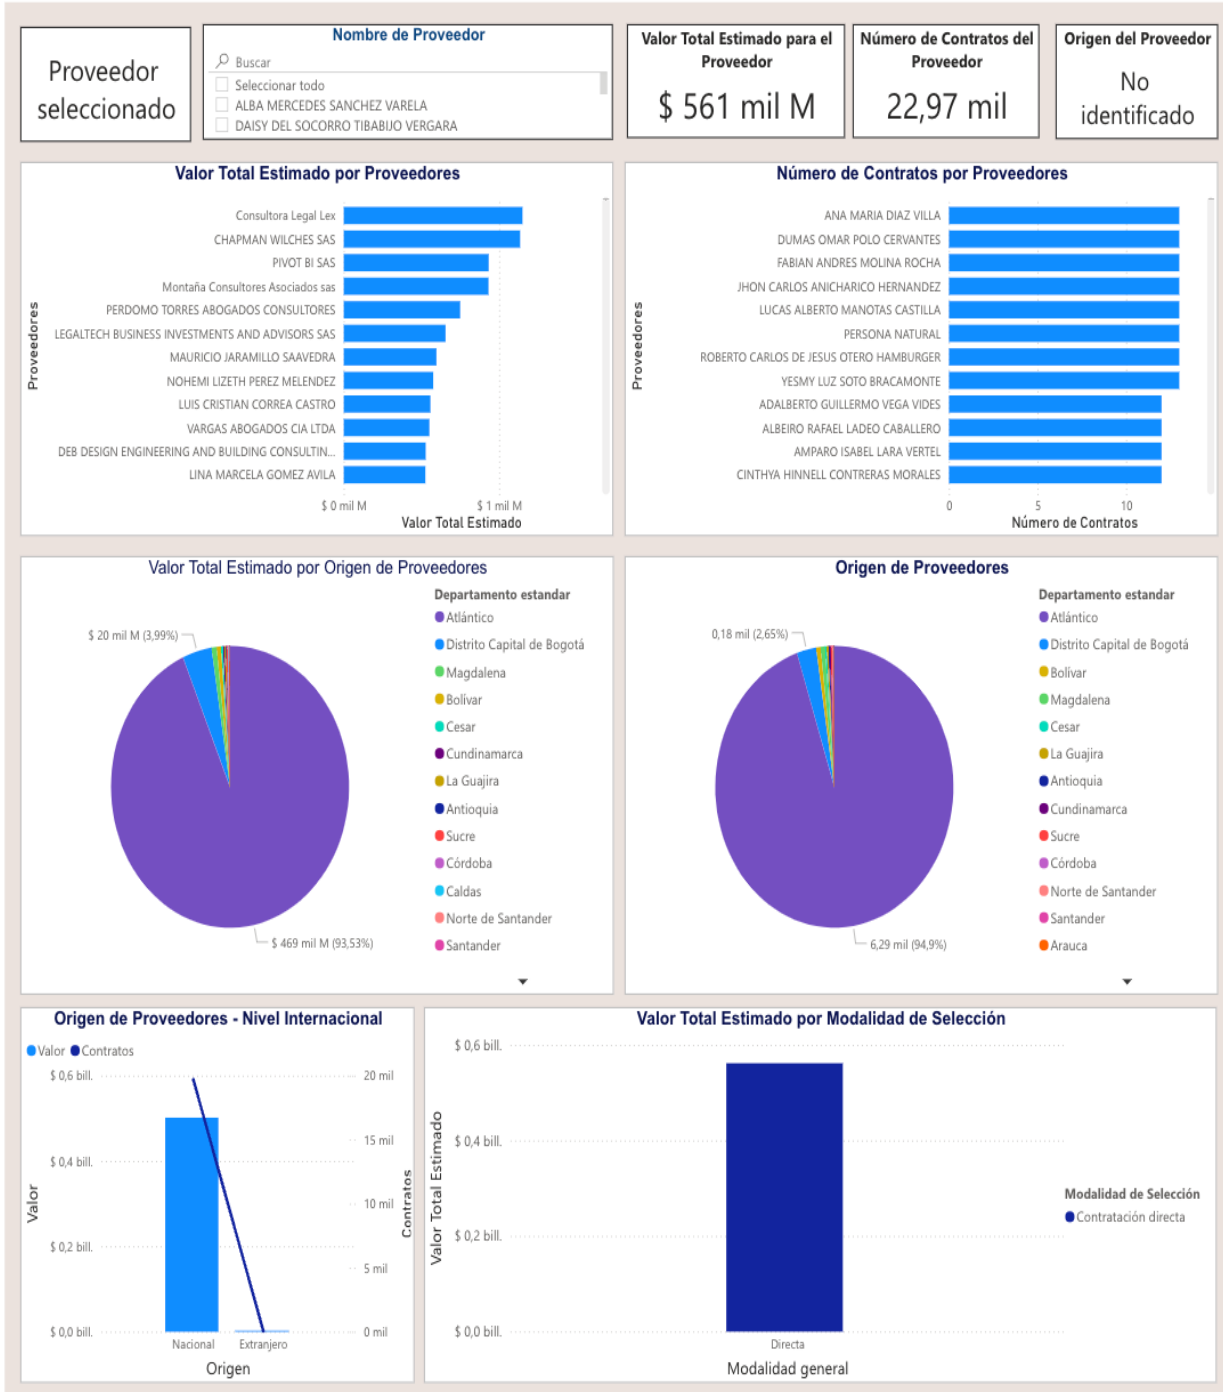 Proveedor
seleccionado
Nombre de Proveedor
Buscar
Seleccionar todo
ALBA MERCEDES SANCHEZ VARELA
DAISY DEL SOCORRO TIBABIJO VERGARA
Valor Total Estimado para el
Proveedor
$ 561 mil M
Número de Contratos del
Proveedor
22,97 mil
Origen del Proveedor
No
identificado
Valor Total Estimado por Proveedores
Proveedores
Consultora Legal Lex
CHAPMAN WILCHES SAS
PIVOT BI SAS
Montaña Consultores Asociados sas
PERDOMO TORRES ABOGADOS CONSULTORES
LEGALTECH BUSINESS INVESTMENTS AND ADVISORS SAS
MAURICIO JARAMILLO SAAVEDRA
NOHEMI LIZETH PEREZ MELENDEZ
LUIS CRISTIAN CORREA CASTRO
VARGAS ABOGADOS CIA LTDA
DEB DESIGN ENGINEERING AND BUILDING CONSULTIN...
LINA MARCELA GOMEZ AVILA
$ 0 mil M
$ 1 mil M
Valor Total Estimado
Número de Contratos por Proveedores
Proveedores
ANA MARIA DIAZ VILLA
DUMAS OMAR POLO CERVANTES
FABIAN ANDRES MOLINA ROCHA
JHON CARLOS ANICHARICO HERNANDEZ
LUCAS ALBERTO MANOTAS CASTILLA
PERSONA NATURAL
ROBERTO CARLOS DE JESUS OTERO HAMBURGER
YESMY LUZ SOTO BRACAMONTE
ADALBERTO GUILLERMO VEGA VIDES
ALBEIRO RAFAEL LADEO CABALLERO
AMPARO ISABEL LARA VERTEL
CINTHYA HINNELL CONTRERAS MORALES
0
5
10
Número de Contratos
Valor Total Estimado por Origen de Proveedores
$ 20 mil M (3,99%)
$ 469 mil M (93,53%)
Departamento estandar
Atlántico
Distrito Capital de Bogotá
Magdalena
Bolívar
Cesar
Cundinamarca
La Guajira
Antioquia
Sucre
Córdoba
Caldas
Norte de Santander
Santander
Origen de Proveedores
0,18 mil (2,65%)
6,29 mil (94,9%)
Departamento estandar
Atlántico
Distrito Capital de Bogotá
Bolívar
Magdalena
Cesar
La Guajira
Antioquia
Cundinamarca
Sucre
Córdoba
Norte de Santander
Santander
Arauca
Origen de Proveedores - Nivel Internacional
Valor
Contratos
$ 0,6 bill.
$ 0,4 bill.
$ 0,2 bill.
$ 0,0 bill.
Valor
20 mil
15 mil
10 mil
5 mil
0 mil
Contratos
Nacional
Extranjero
Origen
Valor Total Estimado por Modalidad de Selección
Valor Total Estimado
$ 0,6 bill.
$ 0,4 bill.
$ 0,2 bill.
$ 0,0 bill.
Directa
Modalidad general
Modalidad de Selección
Contratación directa